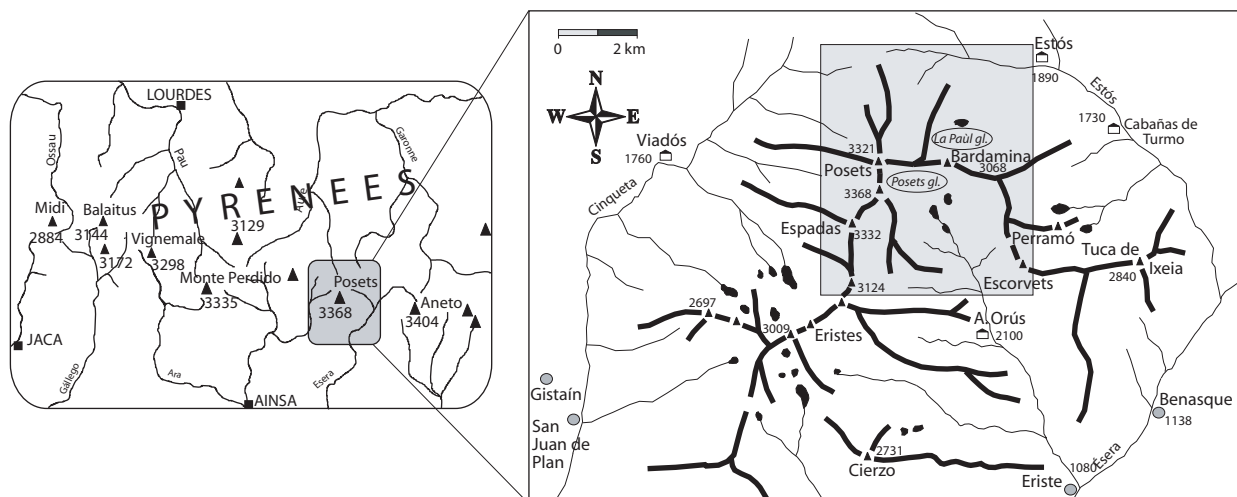 LOURDES
Ossau
Pau
Garonne
Aure
PYRENEES
Midi
2884
Balaitus
3144
3172
Vignemale
3298
3129
Monte Perdido
3335
Posets
3368
Aneto
3404
JACA
Gállego
Ara
AINSA
Esera
0
2 km
N
W
E
S
Estós
1890
Estós
1730
Cabañas de
Turmo
Viadós
1760
Cinqueta
La Paùl gl.
3321
Bardamina
3068
Posets
3368
Posets gl.
Espadas
3332
Perramó
Tuca de
Ixeia
2840
Escorvets
3124
2697
3009
Eristes
A. Orús
2100
Gistaín
San
Juan de
Plan
Benasque
1138
2731
Cierzo
1080
Ésera
Eriste